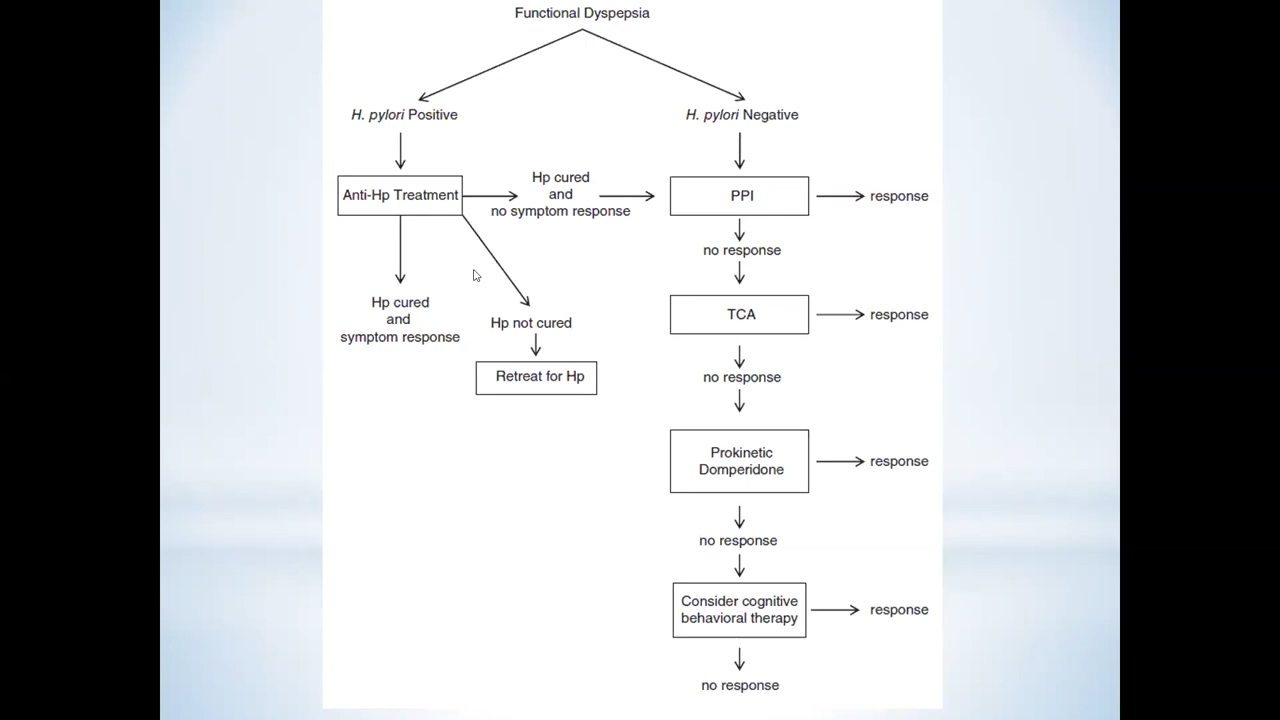 Functional Dyspepsia
H. pylori Positive
H. pylori Negative
Anti-Hp Treatment
Hp cured
and
no symptom response
PPI
response
no response
Hp cured
and
symptom response
Hp not cured
Retreat for Hp
TCA
response
no response
Prokinetic
Domperidone
response
no response
Consider cognitive
behavioral therapy
response
no response